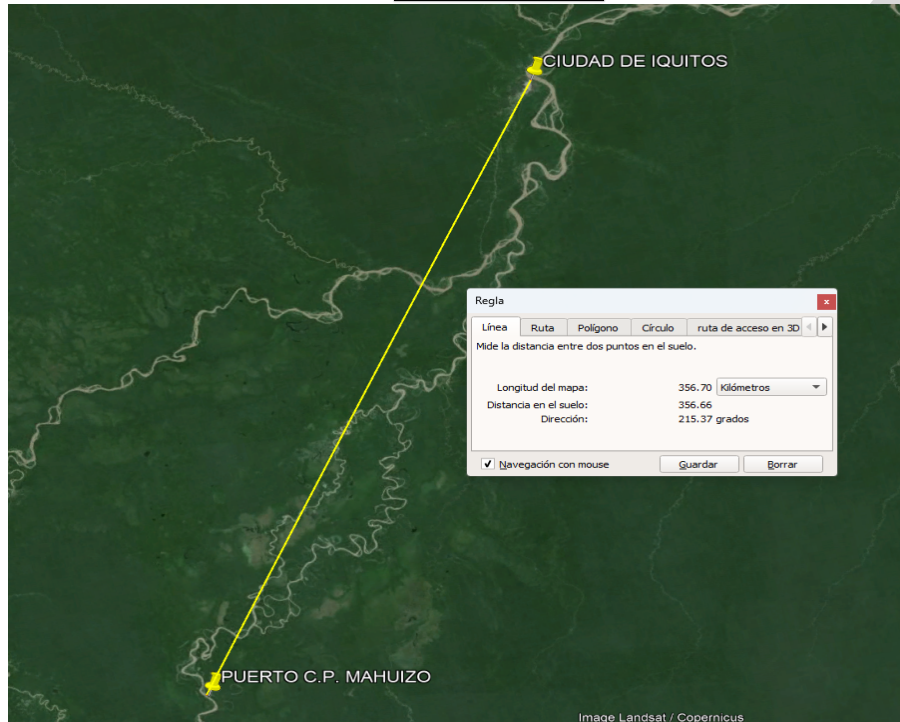 CIUDAD DE IQUITOS
Regla
Línea Ruta Polígono Círculo ruta de acceso en 3D
Mide la distancia entre dos puntos en el suelo.
Longitud del mapa: 356.70 Kilómetros
Distancia en el suelo: 356.66
Dirección: 215.37 grados
Navegación con mouse Guardar Borrar
PUERTO C.P. MAHUIZO
Image Landsat / Copernicus